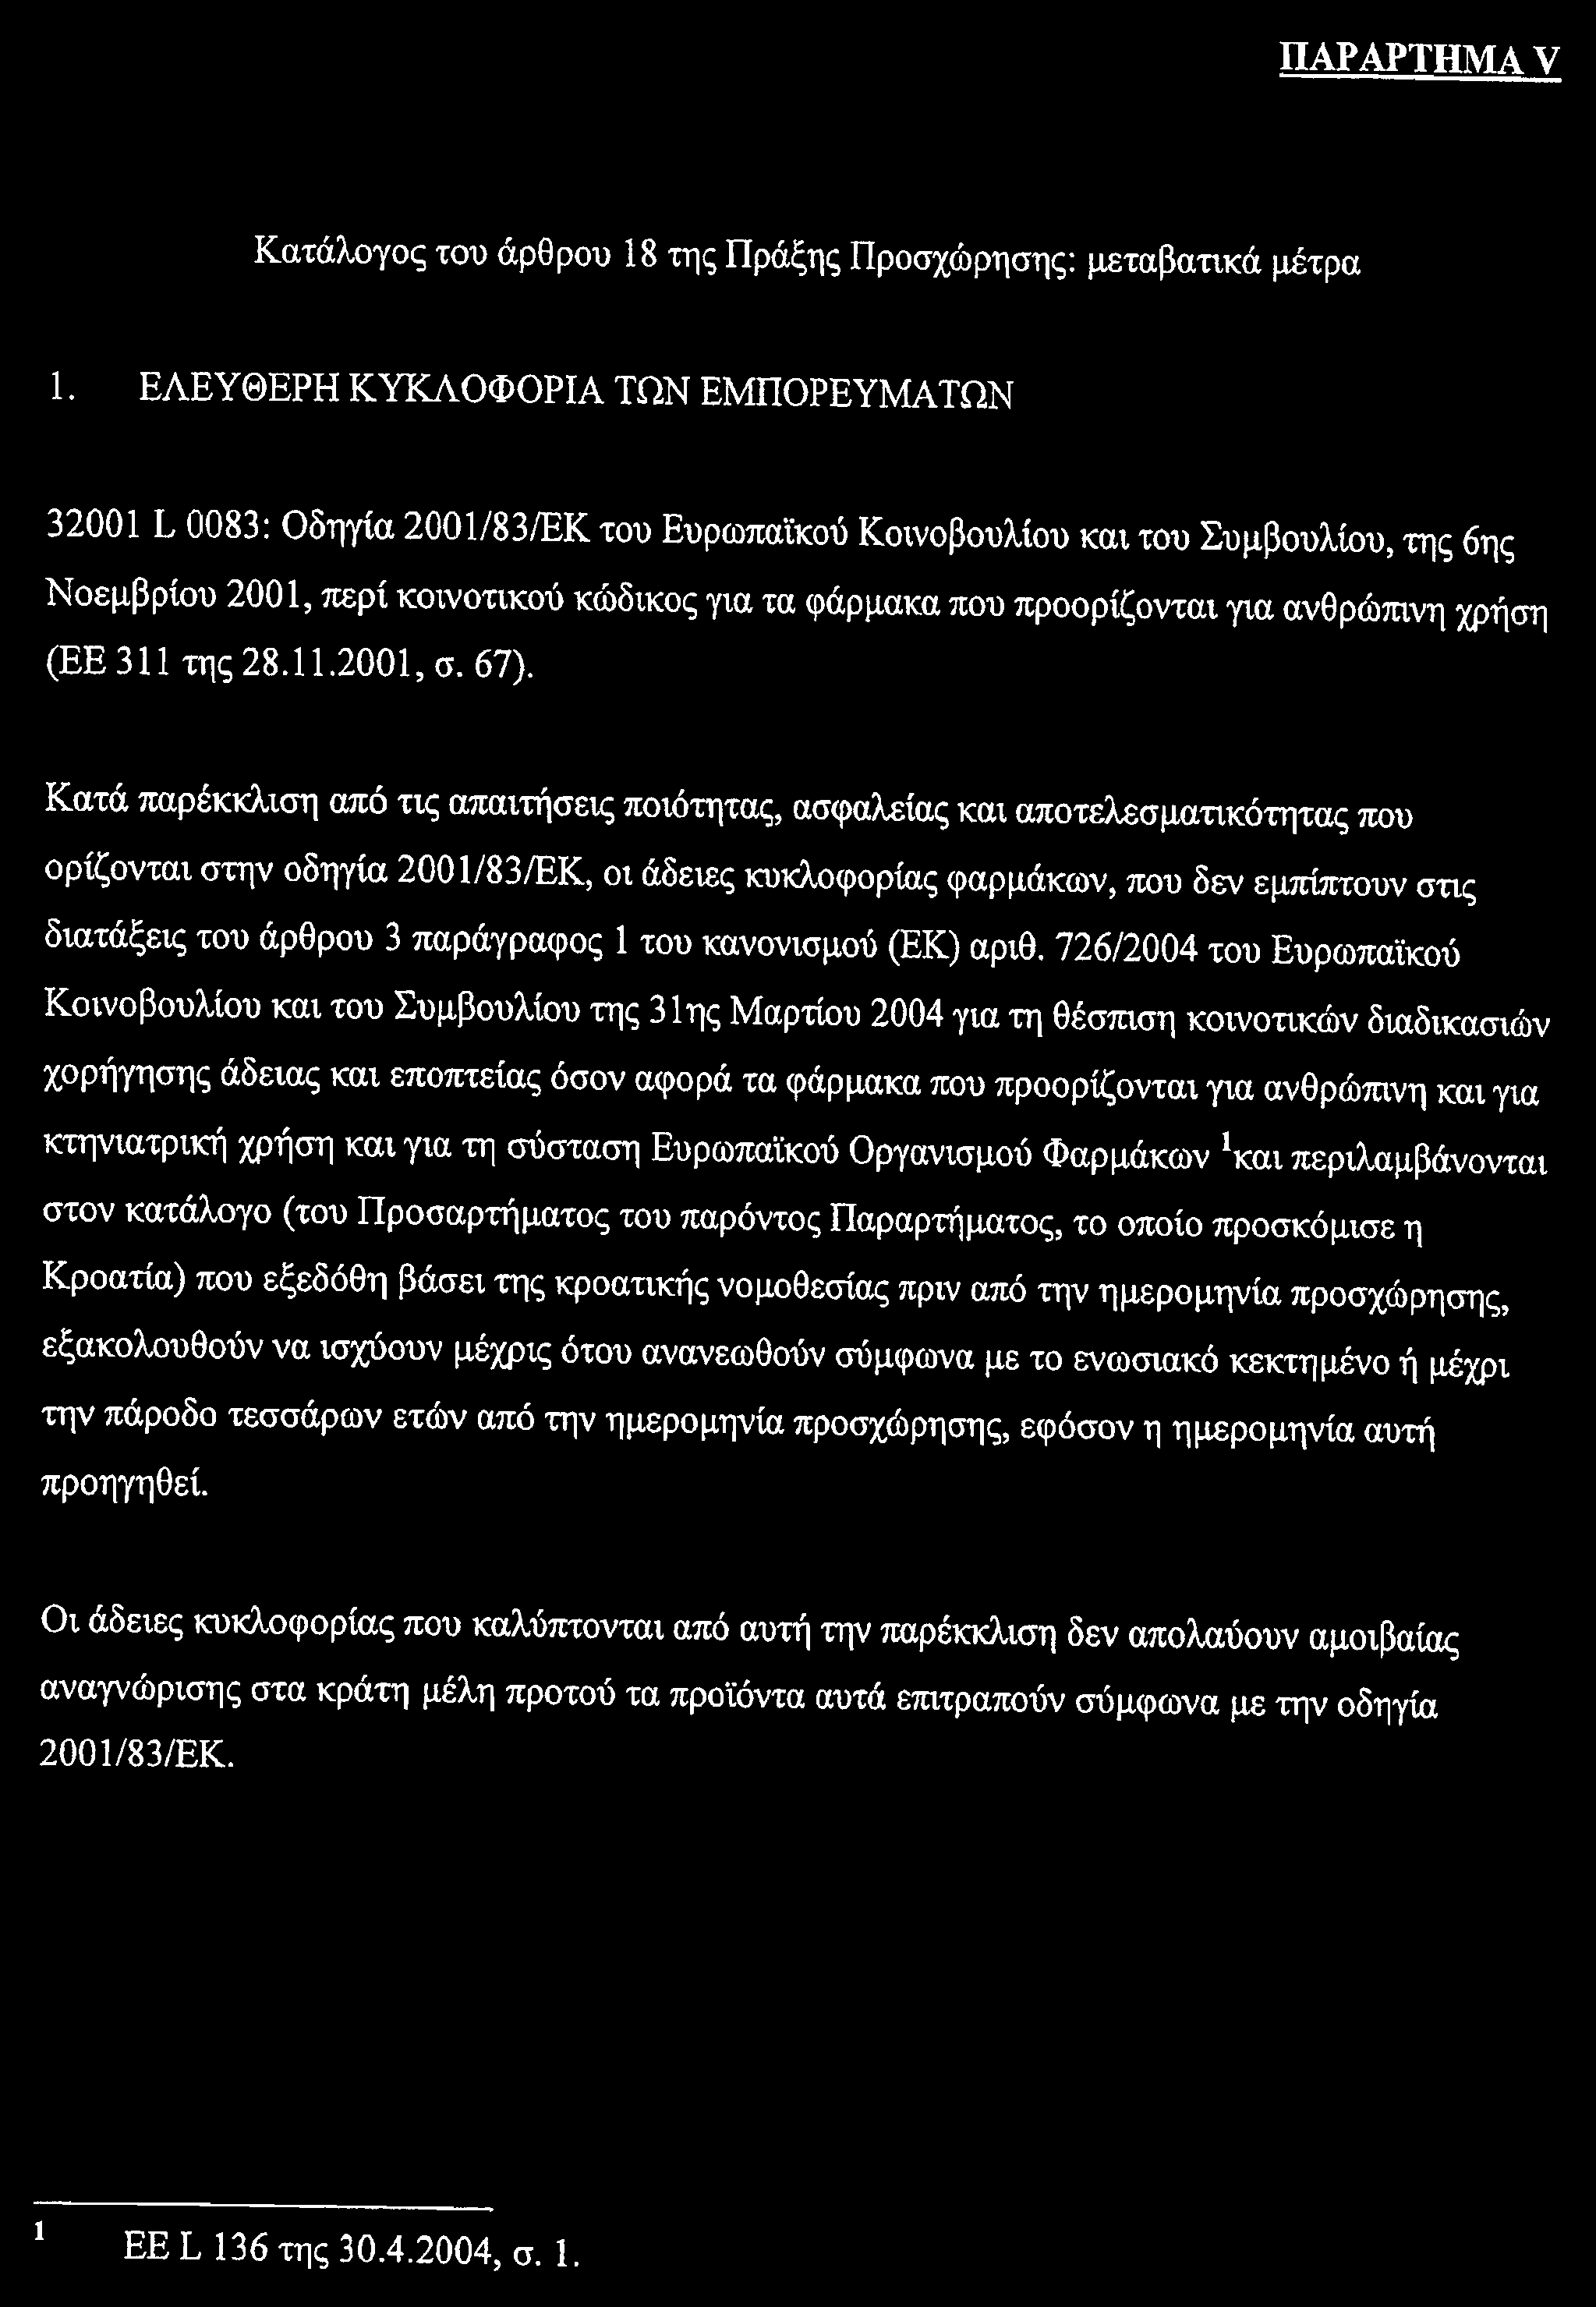 ΠΑΡΑΡΤΗΜΑ V
Κατάλογος του άρθρου 18 της Πράξης Προσχώρησης: μεταβατικά μέτρα
1. ΕΛΕΥΘΕΡΗ ΚΥΚΛΟΦΟΡΙΑ ΤΩΝ ΕΜΠΟΡΕΥΜΑΤΩΝ
32001 L 0083: Οδηγία 2001/83/ΕΚ του Ευρωπαϊκού Κοινοβουλίου και του Συμβουλίου, της 6ης
Νοεμβρίου 2001, περί κοινοτικού κώδικος για τα φάρμακα που προορίζονται για ανθρώπινη χρήση
(ΕΕ 311 της 28.11.2001, σ. 67).
Κατά παρέκκλιση από τις απαιτήσεις ποιότητας, ασφαλείας και αποτελεσματικότητας που
ορίζονται στην οδηγία 2001/83/ΕΚ, οι άδειες κυκλοφορίας φαρμάκων, που δεν εμπίπτουν στις
διατάξεις του άρθρου 3 παράγραφος 1 του κανονισμού (ΕΚ) αριθ. 726/2004 του Ευρωπαϊκού
Κοινοβουλίου και του Συμβουλίου της 31ης Μαρτίου 2004 για τη θέσπιση κοινοτικών διαδικασιών
χορήγησης άδειας και εποπτείας όσον αφορά τα φάρμακα που προορίζονται για ανθρώπινη και για
κτηνιατρική χρήση και για τη σύσταση Ευρωπαϊκού Οργανισμού Φαρμάκων ¹και περιλαμβάνονται
στον κατάλογο (του Προσαρτήματος του παρόντος Παραρτήματος, το οποίο προσκόμισε η
Κροατία) που εξεδόθη βάσει της κροατικής νομοθεσίας πριν από την ημερομηνία προσχώρησης,
εξακολουθούν να ισχύουν μέχρις ότου ανανεωθούν σύμφωνα με το ενωσιακό κεκτημένο ή μέχρι
την πάροδο τεσσάρων ετών από την ημερομηνία προσχώρησης, εφόσον η ημερομηνία αυτή
προηγηθεί.
Οι άδειες κυκλοφορίας που καλύπτονται από αυτή την παρέκκλιση δεν απολαύουν αμοιβαίας
αναγνώρισης στα κράτη μέλη προτού τα προϊόντα αυτά επιτραπούν σύμφωνα με την οδηγία
2001/83/ΕΚ.
¹ ΕΕ L 136 της 30.4.2004, σ. 1.